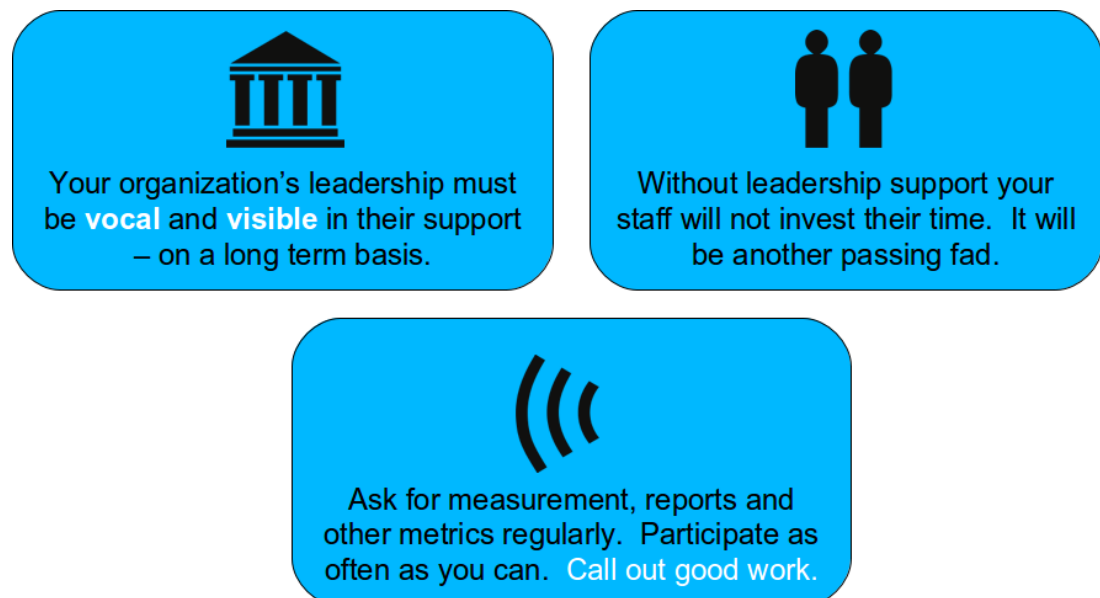 Your organization’s leadership must
be vocal and visible in their support
– on a long term basis.
Without leadership support your
staff will not invest their time.  It will
be another passing fad.
Ask for measurement, reports and
other metrics regularly.  Participate as
often as you can.  Call out good work.